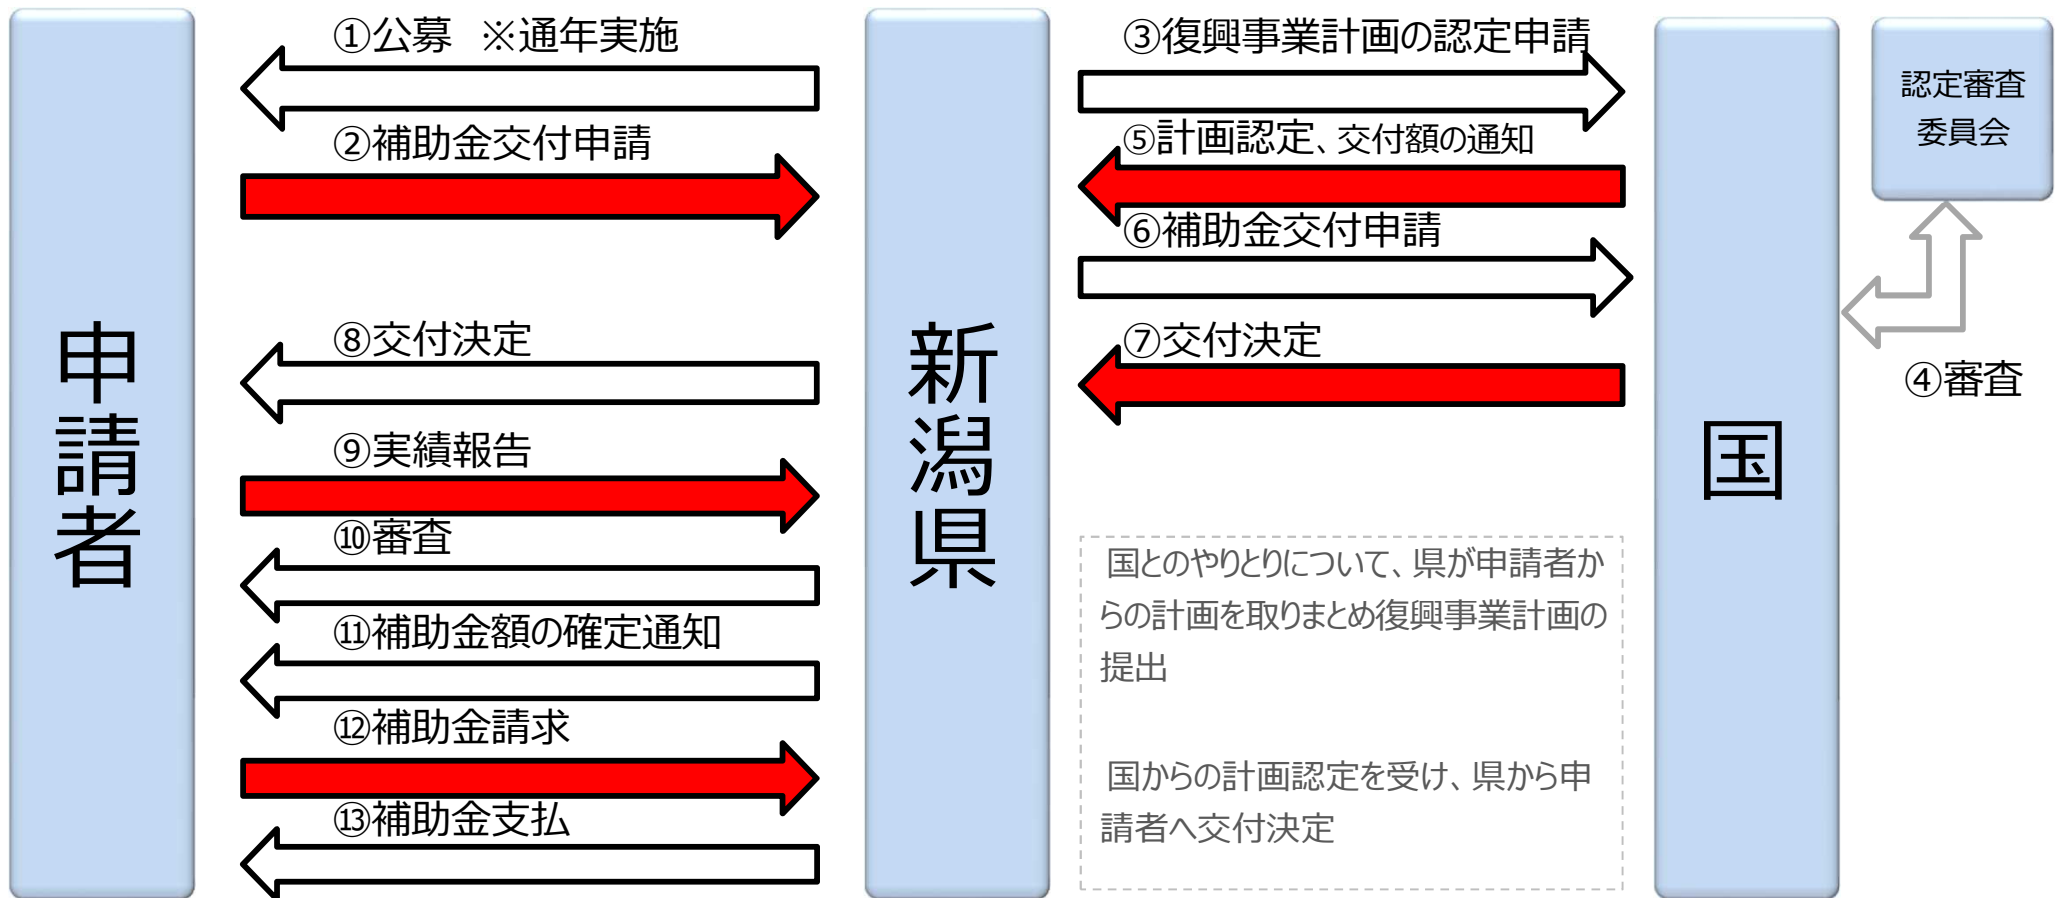 申請者
①公募　※通年実施
②補助金交付申請
⑧交付決定
⑨実績報告
⑩審査
⑪補助金額の確定通知
⑫補助金請求
⑬補助金支払
新潟県
③復興事業計画の認定申請
⑤計画認定、交付額の通知
⑥補助金交付申請
⑦交付決定
国とのやりとりについて、県が申請者か
らの計画を取りまとめ復興事業計画の
提出
国からの計画認定を受け、県から申
請者へ交付決定
国
認定審査
委員会
④審査